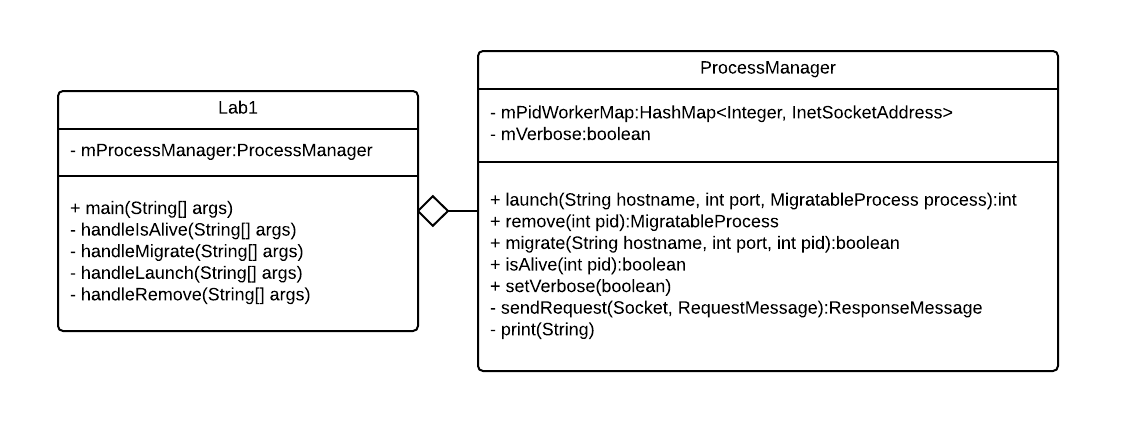 Lab1
- mProcessManager:ProcessManager
+ main(String[] args)
- handleIsAlive(String[] args)
- handleMigrate(String[] args)
- handleLaunch(String[] args)
- handleRemove(String[] args)
ProcessManager
- mPidWorkerMap:HashMap<Integer, InetSocketAddress>
- mVerbose:boolean
+ launch(String hostname, int port, MigratableProcess process):int
+ remove(int pid):MigratableProcess
+ migrate(String hostname, int port, int pid):boolean
+ isAlive(int pid):boolean
+ setVerbose(boolean)
- sendRequest(Socket, RequestMessage):ResponseMessage
- print(String)